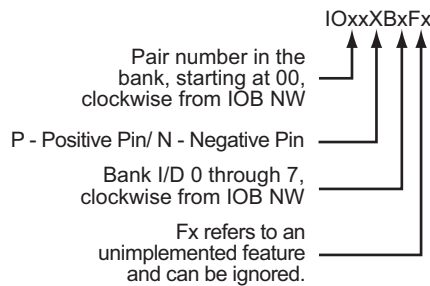 IOxxXBxFx
Pair number in the
bank, starting at 00,
clockwise from IOB NW
P - Positive Pin/ N - Negative Pin
Bank I/D 0 through 7,
clockwise from IOB NW
Fx refers to an
unimplemented feature
and can be ignored.